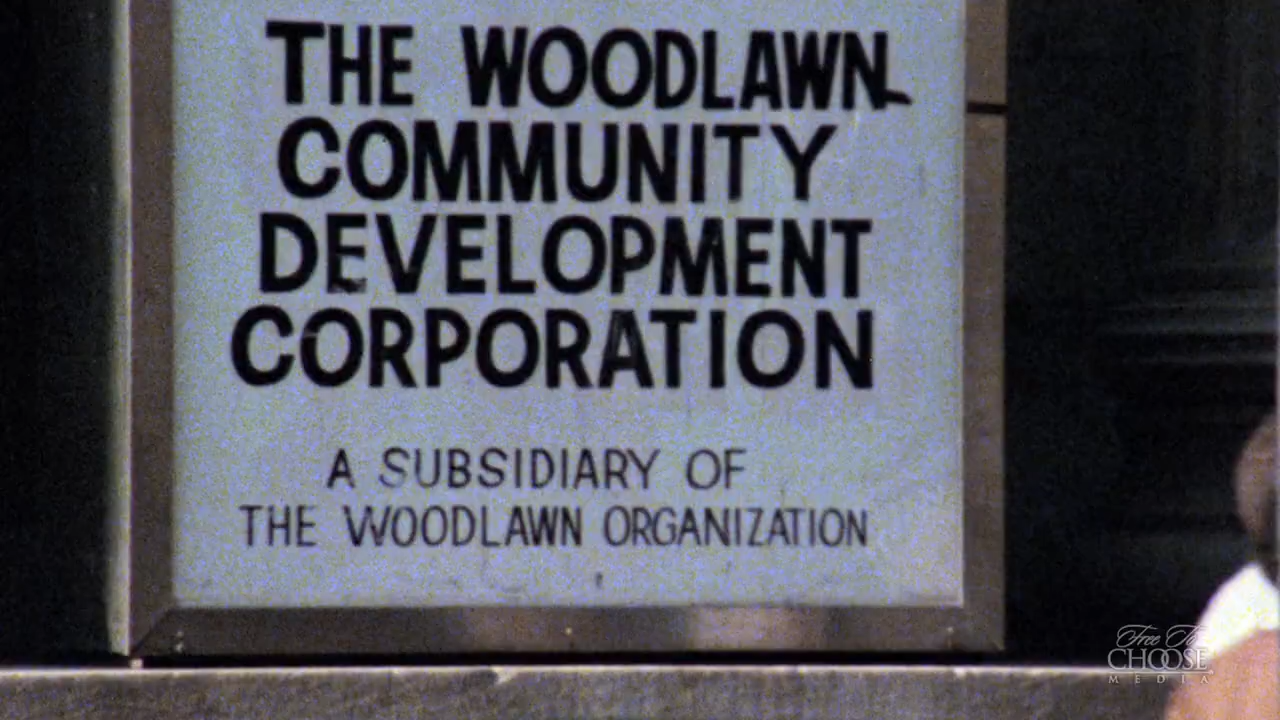 THE WOODLAWN
COMMUNITY
DEVELOPMENT
CORPORATION
A SUBSIDIARY OF
THE WOODLAWN ORGANIZATION
Free To
CHOOSE
MEDIA